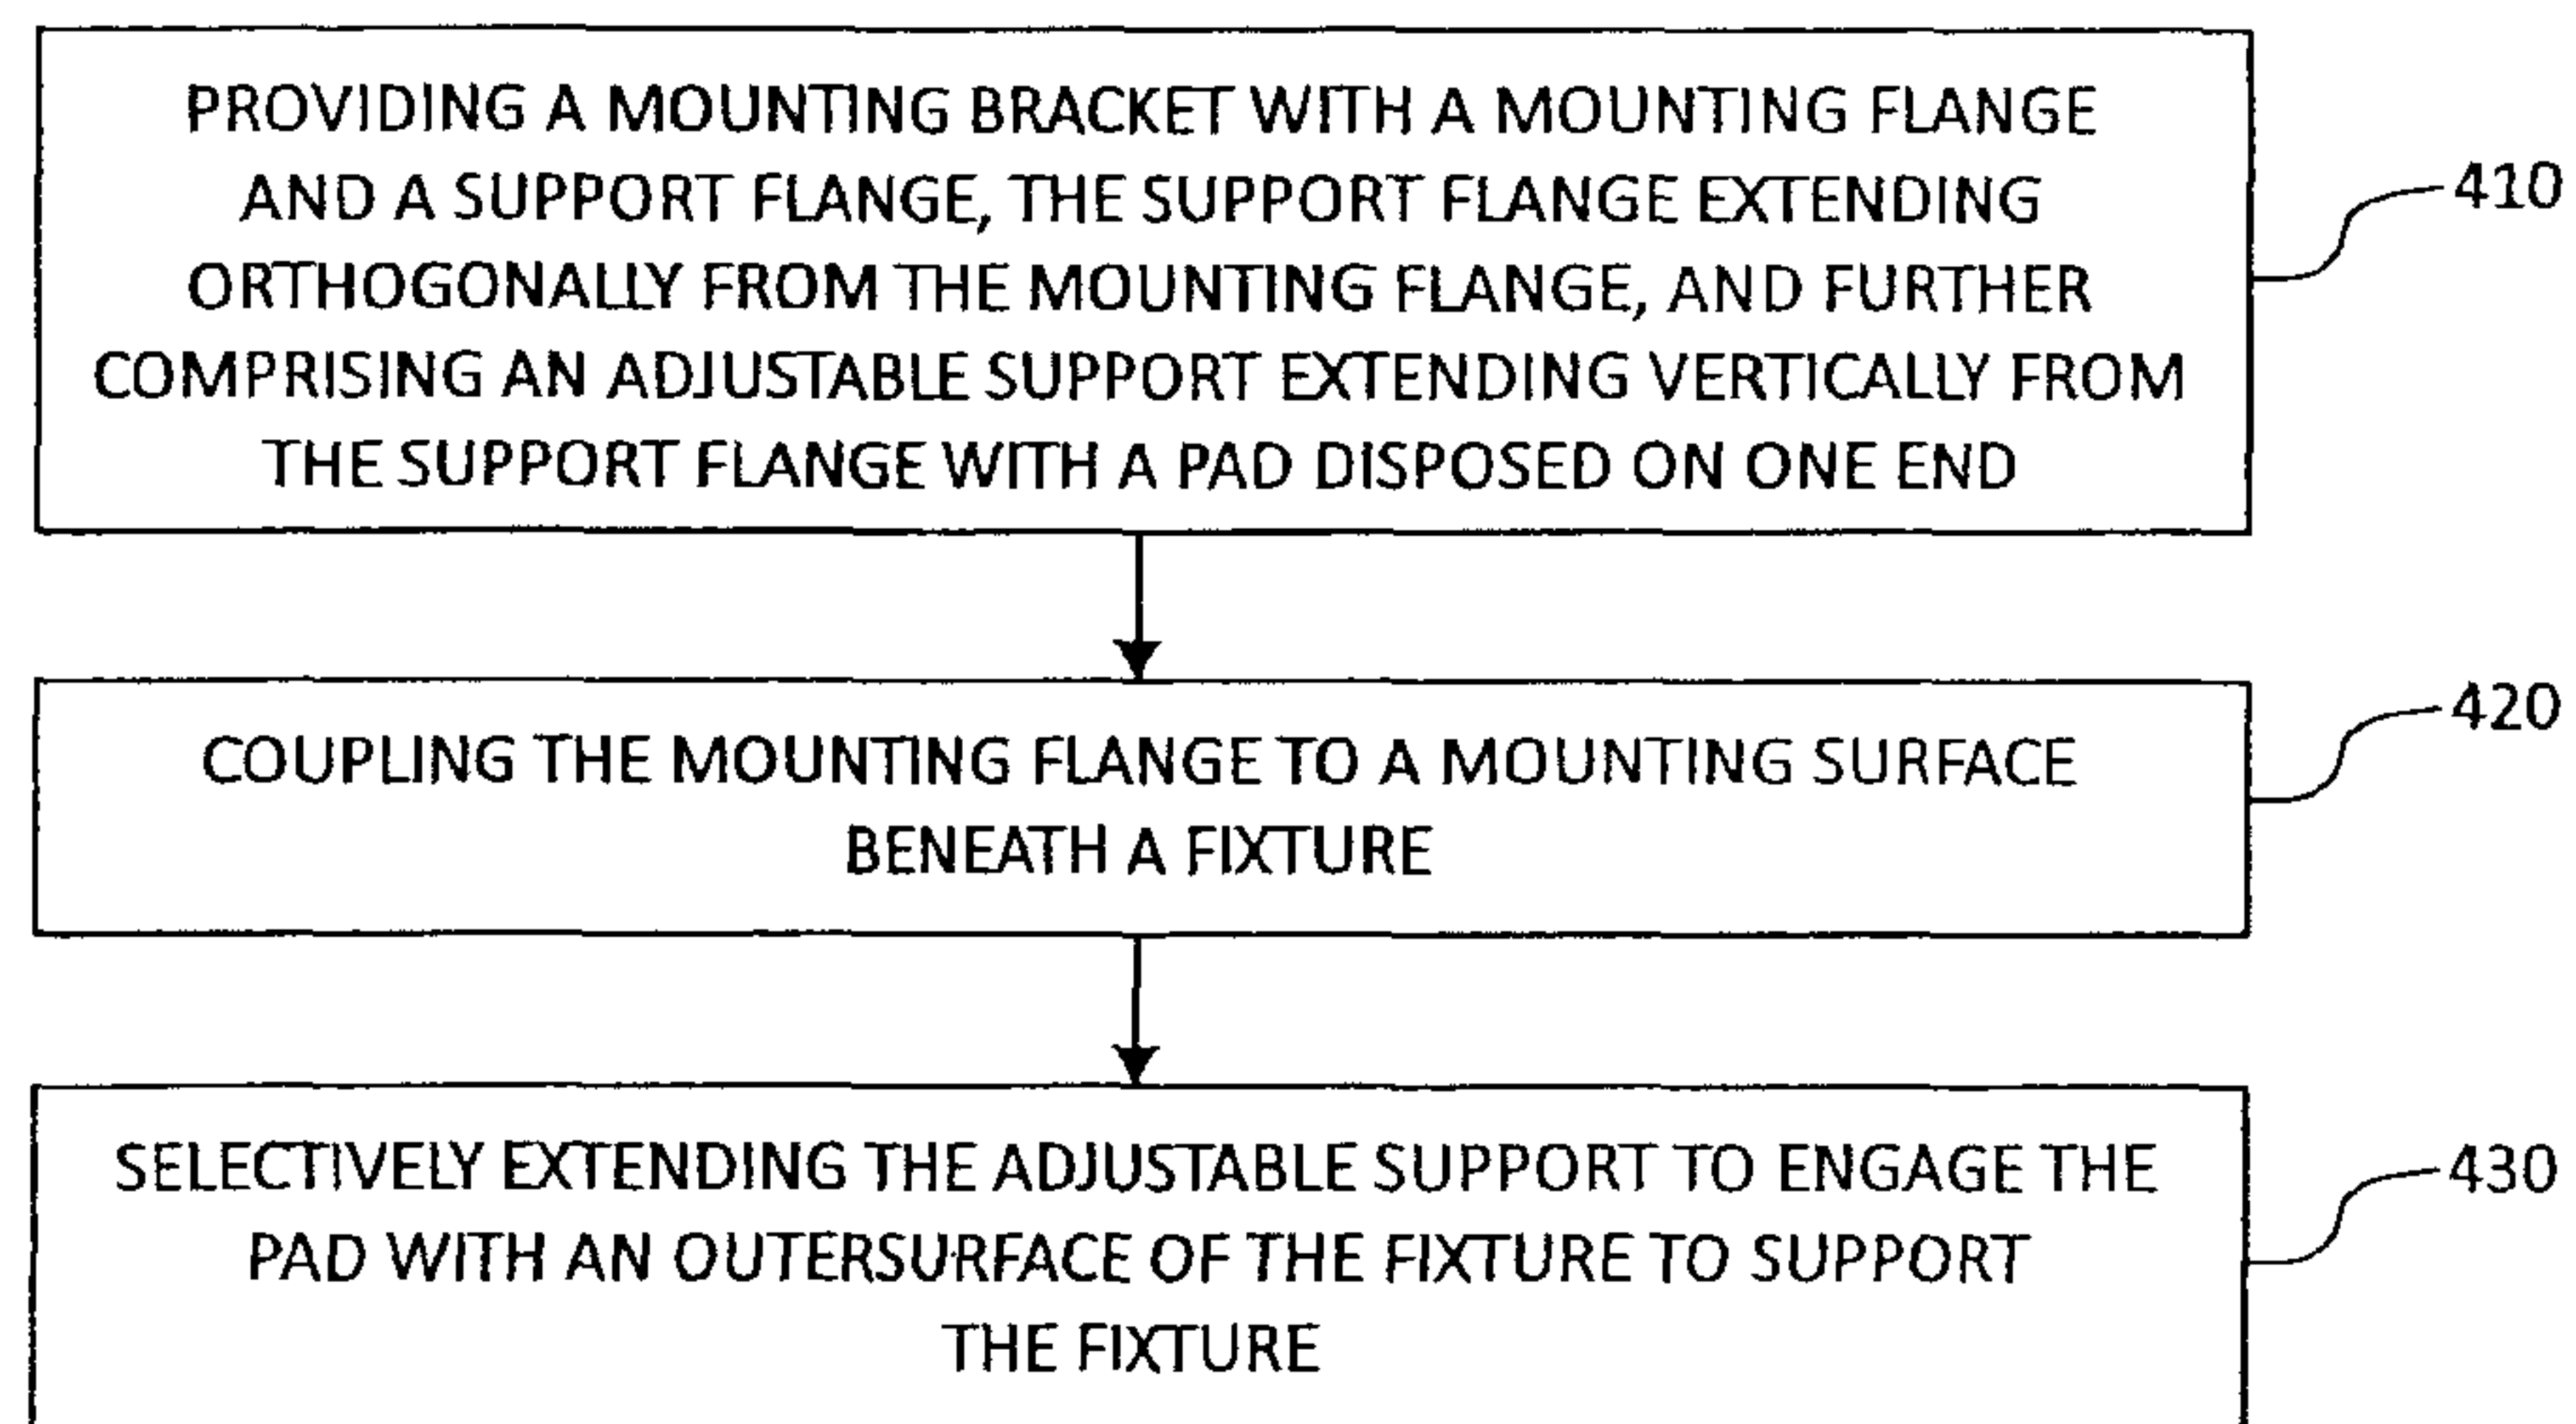 PROVIDING A MOUNTING BRACKET WITH A MOUNTING FLANGE
AND A SUPPORT FLANGE, THE SUPPORT FLANGE EXTENDING
ORTHOGONALLY FROM THE MOUNTING FLANGE, AND FURTHER
COMPRISING AN ADJUSTABLE SUPPORT EXTENDING VERTICALLY FROM
THE SUPPORT FLANGE WITH A PAD DISPOSED ON ONE END
410
COUPLING THE MOUNTING FLANGE TO A MOUNTING SURFACE
BENEATH A FIXTURE
420
SELECTIVELY EXTENDING THE ADJUSTABLE SUPPORT TO ENGAGE THE
PAD WITH AN OUTERSURFACE OF THE FIXTURE TO SUPPORT
THE FIXTURE
430